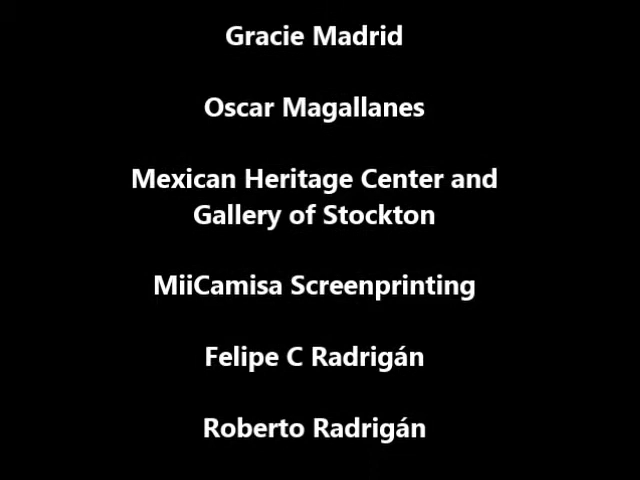 Gracie Madrid
Oscar Magallanes
Mexican Heritage Center and
Gallery of Stockton
MiiCamisa Screenprinting
Felipe C Radrigán
Roberto Radrigán